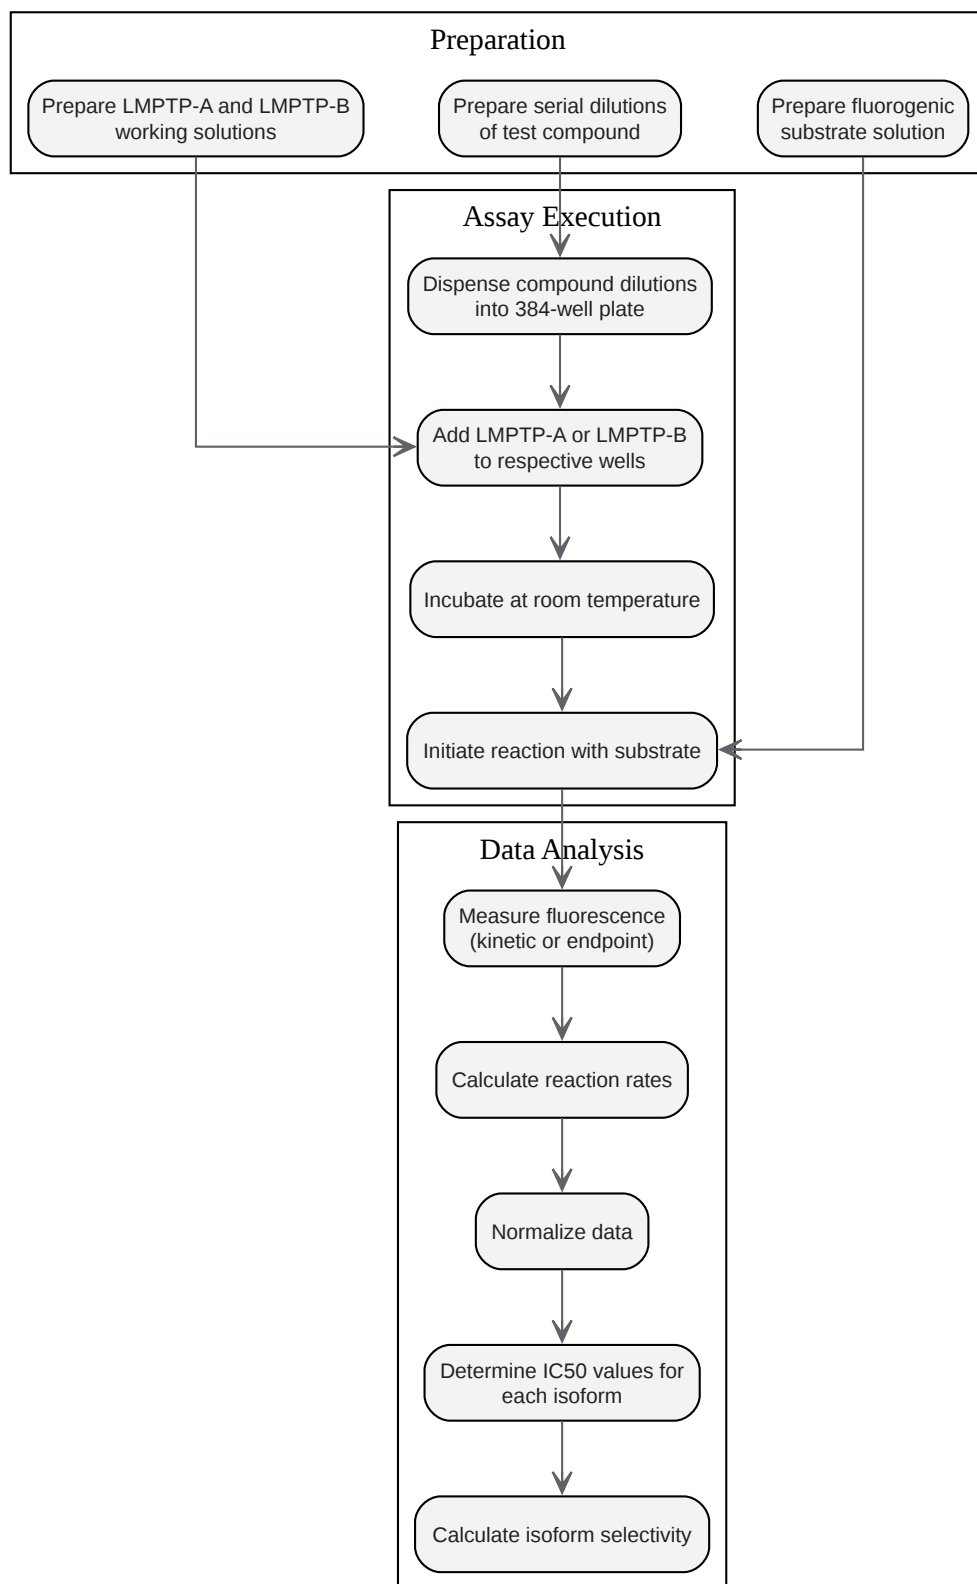 Preparation
Prepare LMPTP-A and LMPTP-B
working solutions
Prepare serial dilutions
of test compound
Prepare fluorogenic
substrate solution
Assay Execution
Dispense compound dilutions
into 384-well plate
Add LMPTP-A or LMPTP-B
to respective wells
Incubate at room temperature
Initiate reaction with substrate
Data Analysis
Measure fluorescence
(kinetic or endpoint)
Calculate reaction rates
Normalize data
Determine IC50 values for
each isoform
Calculate isoform selectivity